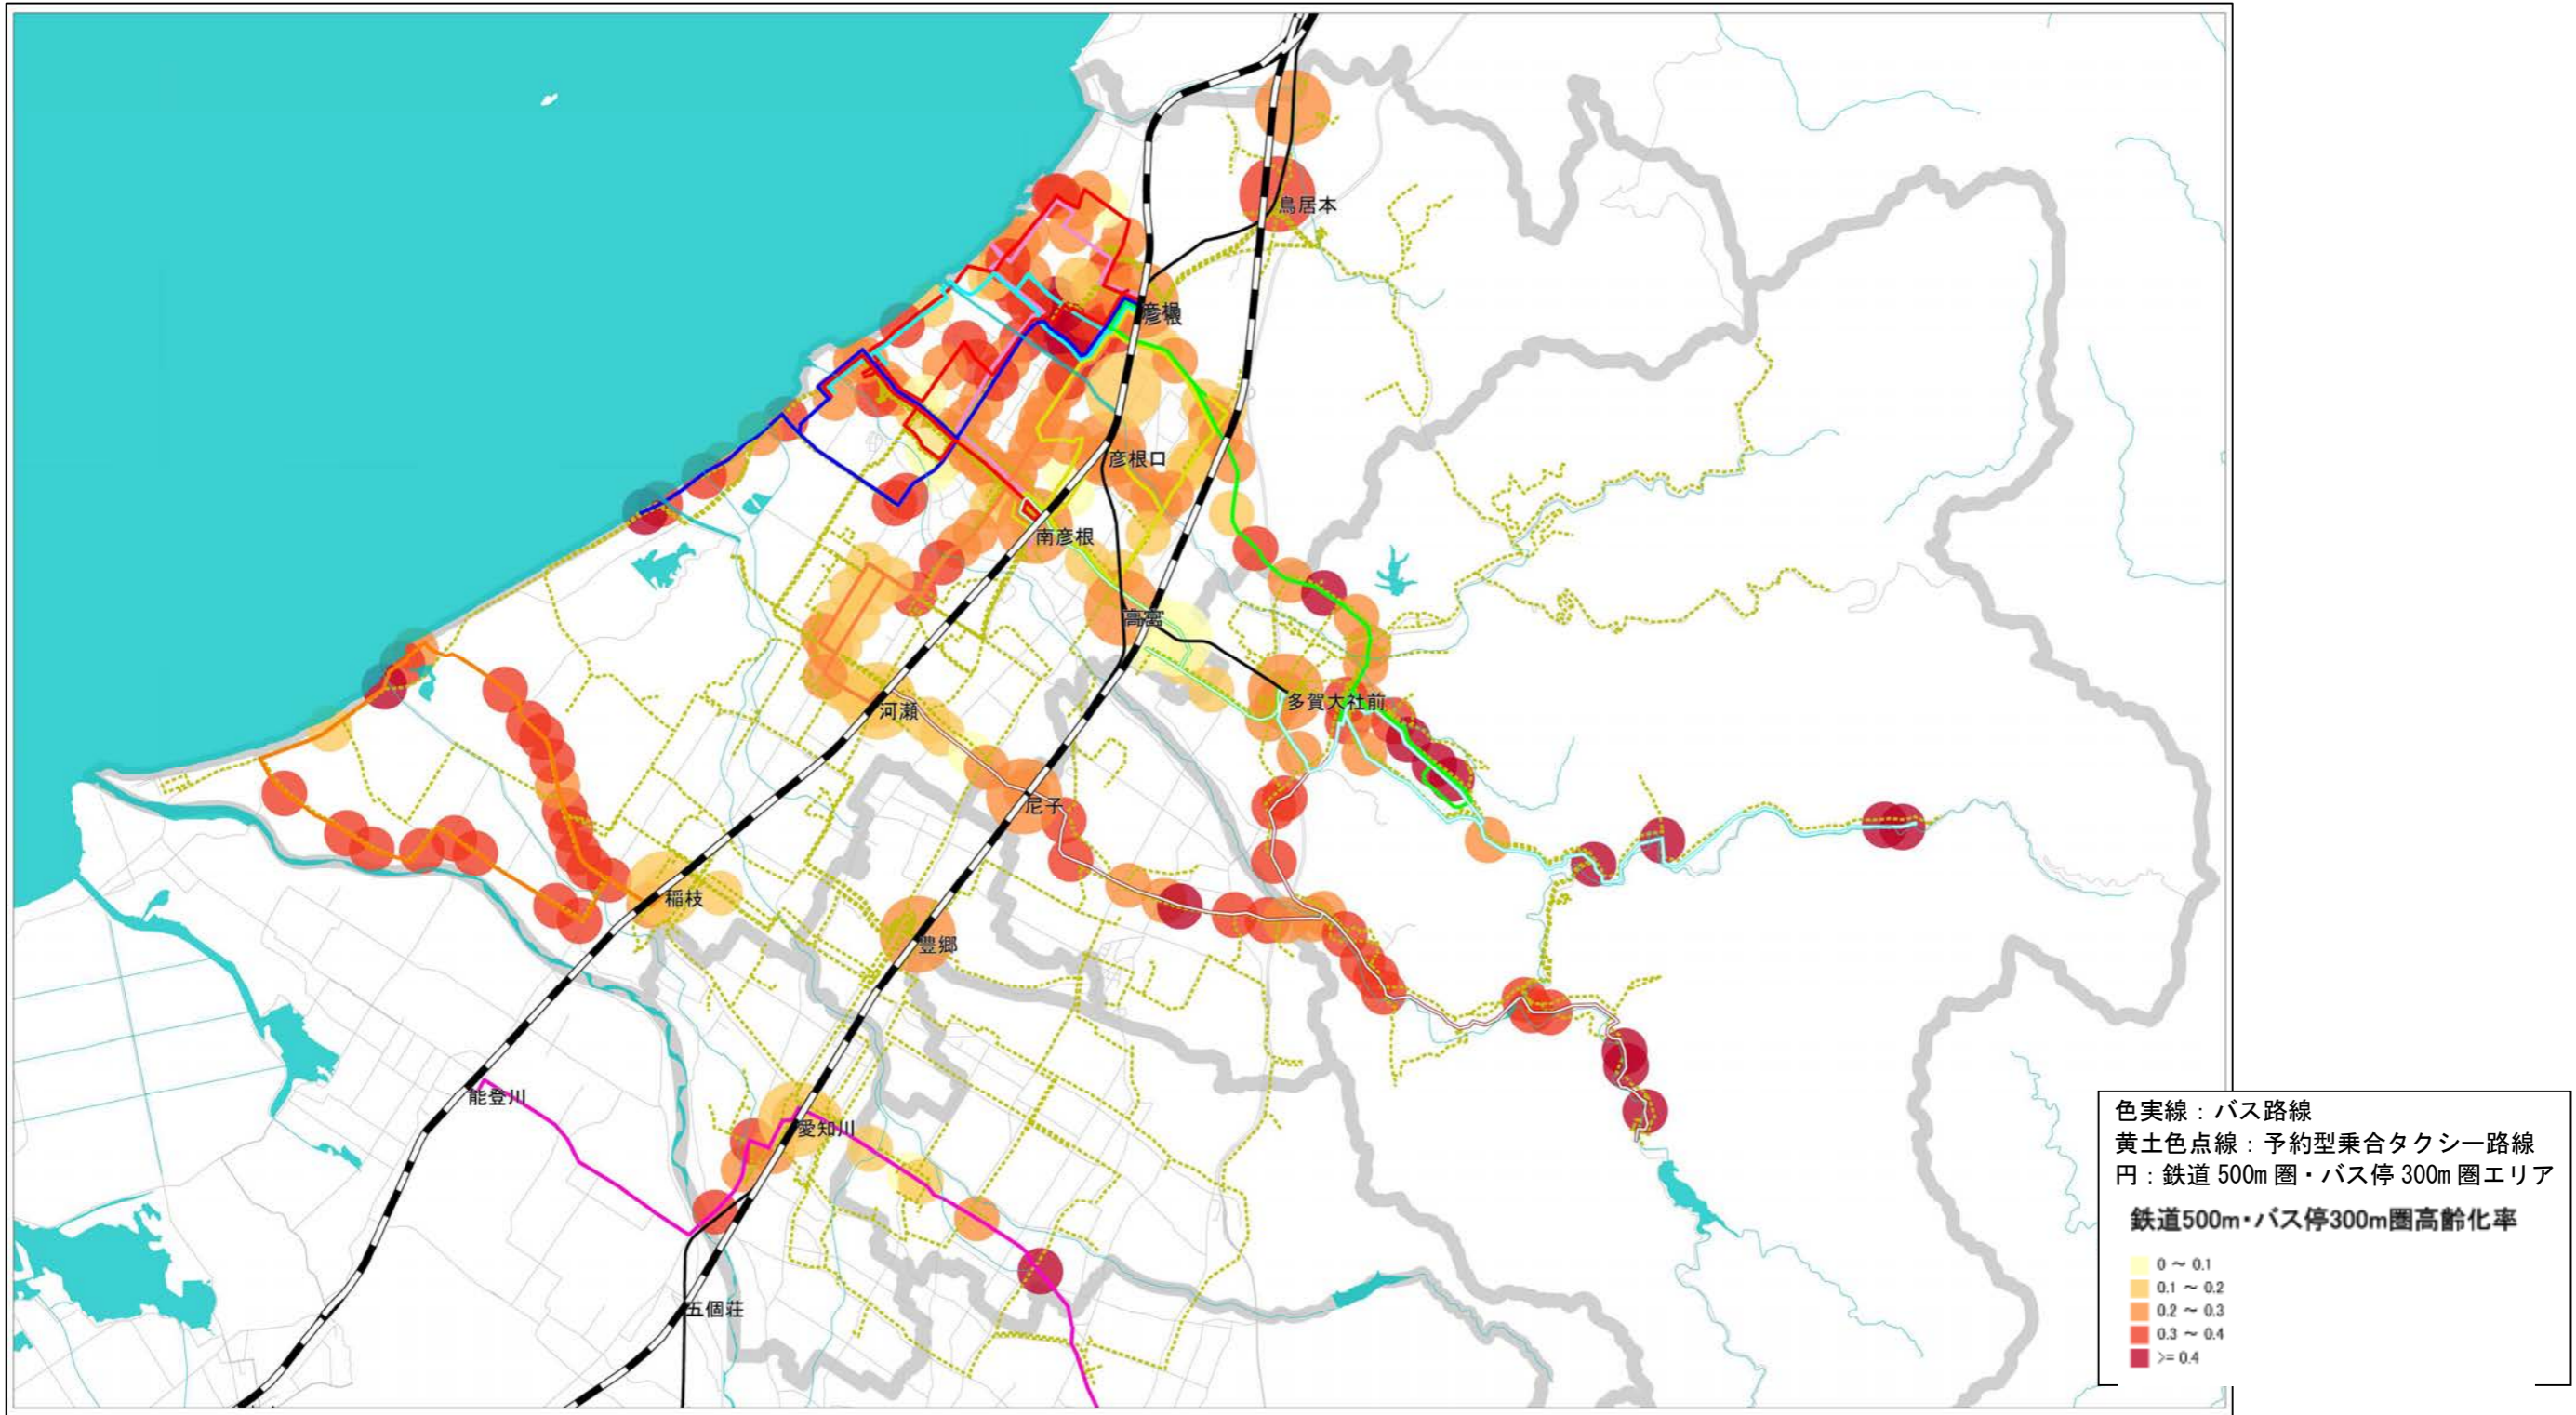 鳥居本
彦根
彦根
彦根口
南彦根
高宮
多賀大社前
河瀬
尼子
稲枝
豊郷
能登川
愛知川
五個荘
色実線：バス路線
黄土色点線：予約型乗合タクシー路線
円：鉄道 500m 圏・バス停 300m 圏エリア
鉄道500m・バス停300m圏高齢化率
0 ～ 0.1
0.1 ～ 0.2
0.2 ～ 0.3
0.3 ～ 0.4
>= 0.4